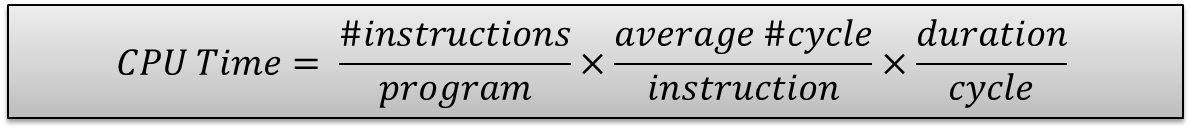 CPU Time = #instructions/program × average #cycle/instruction × duration/cycle